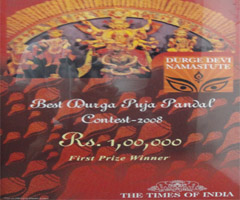 DURGE DEVI
NAMASTUTE
Best Durga Puja Pandal
Contest-2008
Rs. 1,00,000
First Prize Winner
THE TIMES OF INDIA